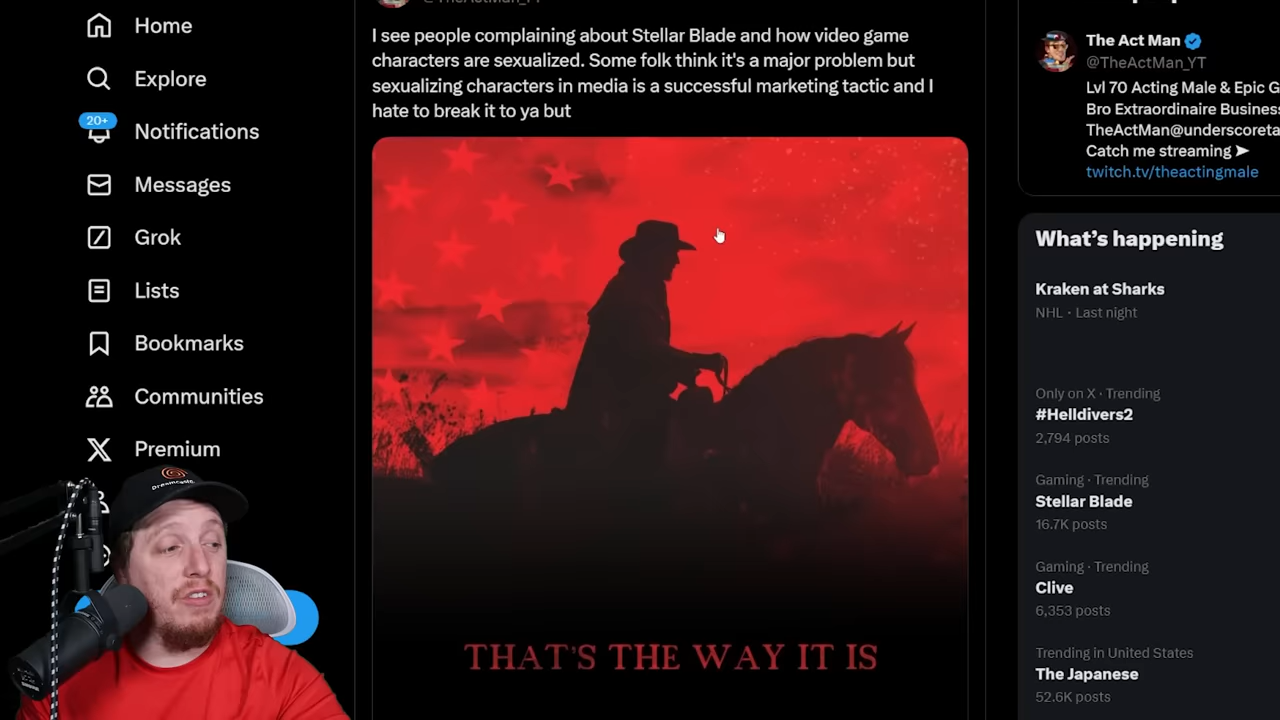 Home
Explore
20+
Notifications
Messages
Grok
Lists
Bookmarks
Communities
Premium
Dreamcast
@TheActMan_YT
I see people complaining about Stellar Blade and how video game
characters are sexualized. Some folk think it's a major problem but
sexualizing characters in media is a successful marketing tactic and I
hate to break it to ya but
THAT'S THE WAY IT IS
The Act Man
@TheActMan_YT
Lvl 70 Acting Male & Epic G
Bro Extraordinaire Business
TheActMan@underscoreta
Catch me streaming ➤
twitch.tv/theactingmale
What's happening
Kraken at Sharks
NHL · Last night
Only on X · Trending
#Helldivers2
2,794 posts
Gaming · Trending
Stellar Blade
16.7K posts
Gaming · Trending
Clive
6,353 posts
Trending in United States
The Japanese
52.6K posts